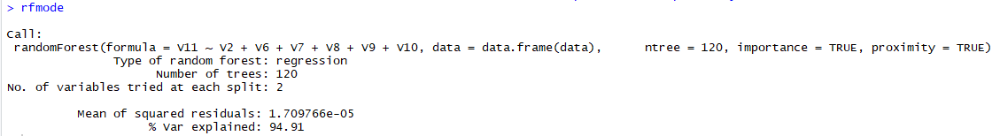 > rfmode
Call:
randomForest(formula = V11 ~ V2 + V6 + V7 + V8 + V9 + V10, data = data.frame(data), ntree = 120, importance = TRUE, proximity = TRUE)
Type of random forest: regression
Number of trees: 120
No. of variables tried at each split: 2
Mean of squared residuals: 1.709766e-05
% Var explained: 94.91